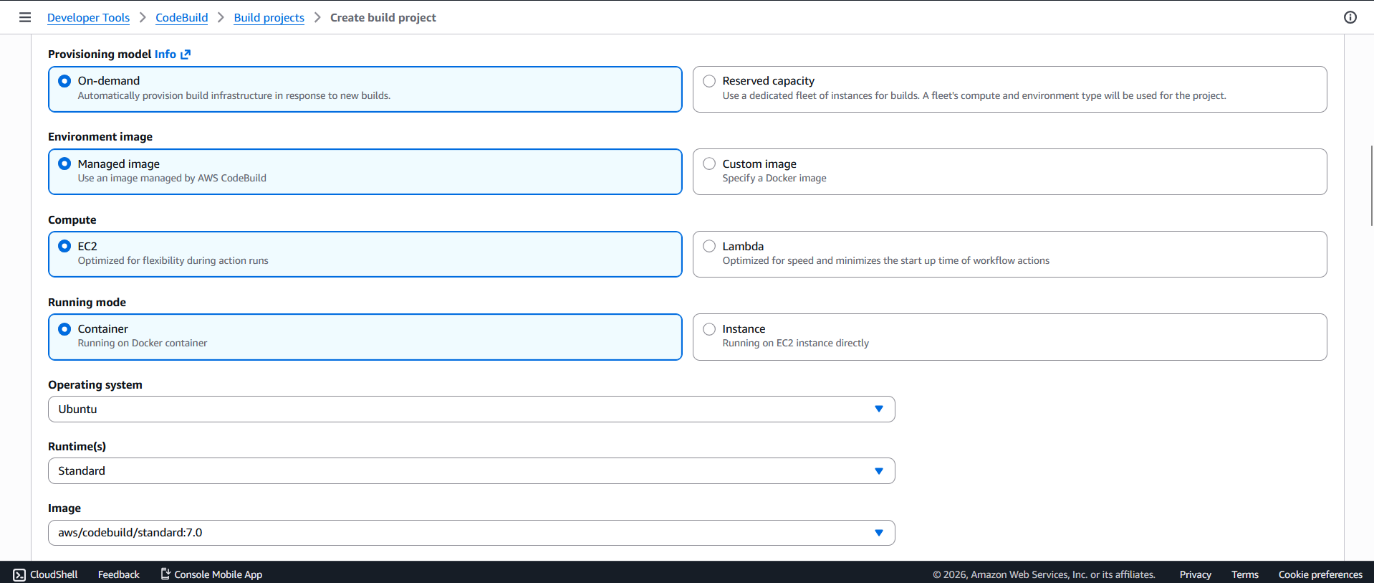 Developer Tools > CodeBuild > Build projects > Create build project
Provisioning model Info
On-demand
Automatically provision build infrastructure in response to new builds.
Reserved capacity
Use a dedicated fleet of instances for builds. A fleet's compute and environment type will be used for the project.
Environment image
Managed image
Use an image managed by AWS CodeBuild
Custom image
Specify a Docker image
Compute
EC2
Optimized for flexibility during action runs
Lambda
Optimized for speed and minimizes the start up time of workflow actions
Running mode
Container
Running on Docker container
Instance
Running on EC2 instance directly
Operating system
Ubuntu
Runtime(s)
Standard
Image
aws/codebuild/standard:7.0
CloudShell Feedback Console Mobile App © 2026, Amazon Web Services, Inc. or its affiliates. Privacy Terms Cookie preferences